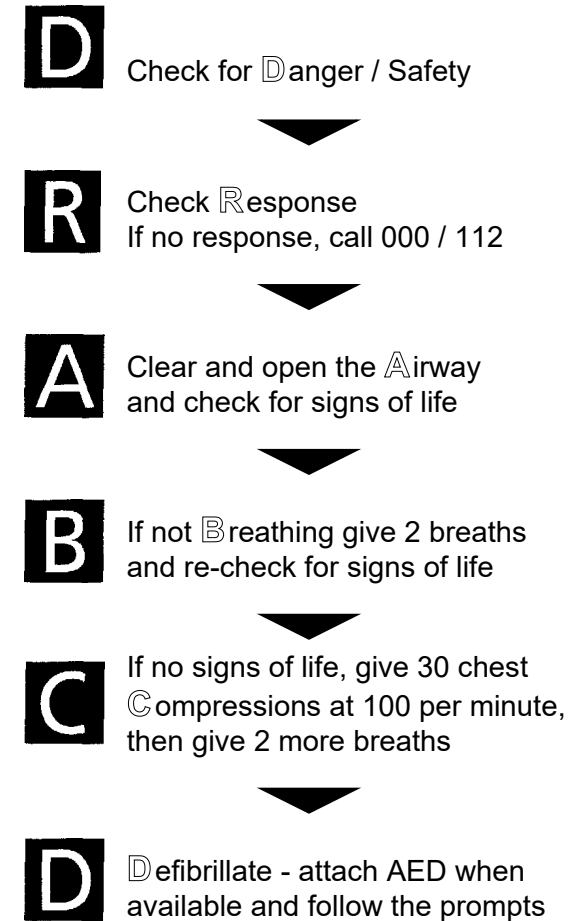 D
Check for Danger / Safety
R
Check Response
If no response, call 000 / 112
A
Clear and open the Airway
and check for signs of life
B
If not Breathing give 2 breaths
and re-check for signs of life
C
If no signs of life, give 30 chest
Compressions at 100 per minute,
then give 2 more breaths
D
Defibrillate - attach AED when
available and follow the prompts